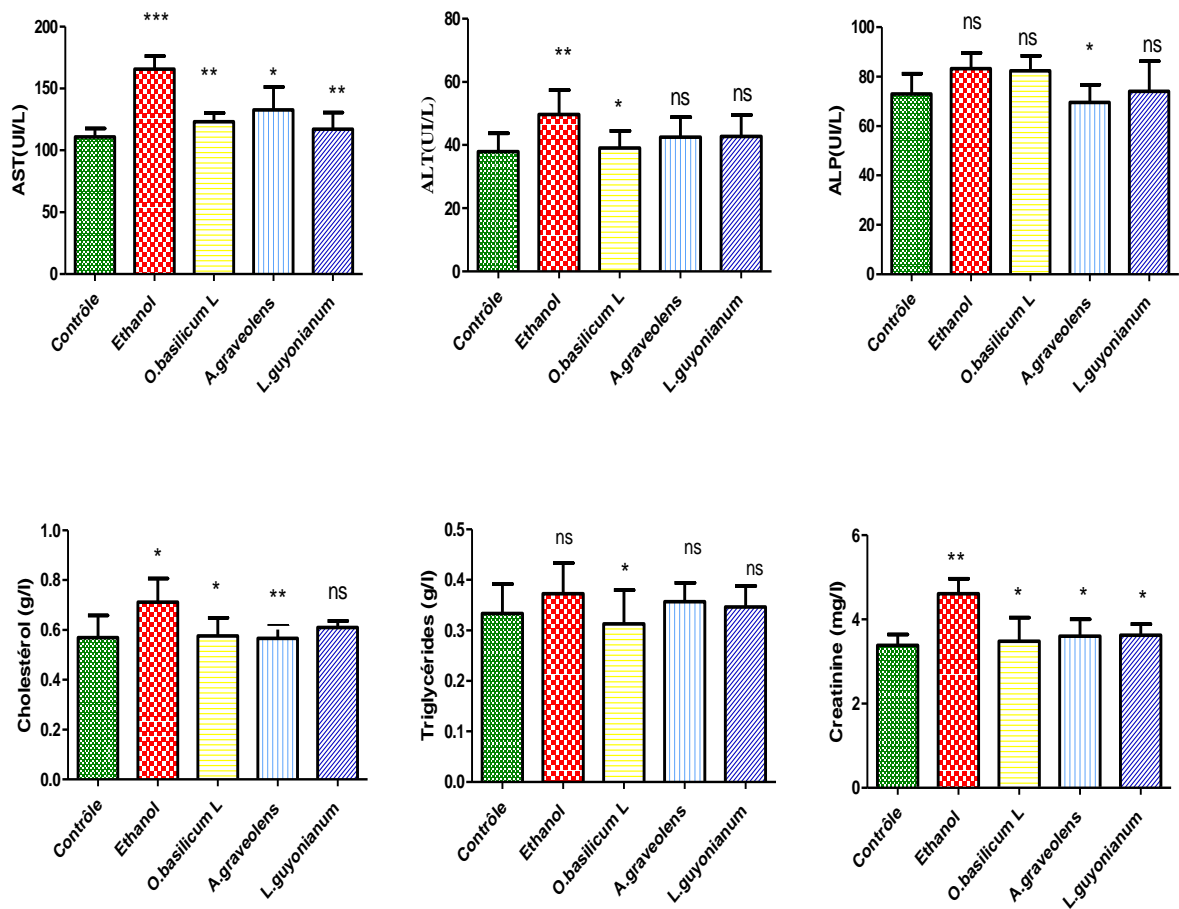 AST(UI/L)
200
150
100
50
0
***
**
*
**
Contrôle
Ethanol
O.basilicum L
A.graveolens
L.guyonianum
ALT(UI/L)
80
60
40
20
0
**
*
ns
ns
Contrôle
Ethanol
O.basilicum L
A.graveolens
L.guyonianum
ALP(UI/L)
100
80
60
40
20
0
ns
ns
*
ns
Contrôle
Ethanol
O.basilicum L
A.graveolens
L.guyonianum
Cholestérol (g/l)
1.0
0.8
0.6
0.4
0.2
0.0
*
*
**
ns
Contrôle
Ethanol
O.basilicum L
A.graveolens
L.guyonianum
Triglycérides (g/l)
0.5
0.4
0.3
0.2
0.1
0.0
ns
*
ns
ns
Contrôle
Ethanol
O.basilicum L
A.graveolens
L.guyonianum
Creatinine (mg/l)
6
4
2
0
**
*
*
*
Contrôle
Ethanol
O.basilicum L
A.graveolens
L.guyonianum